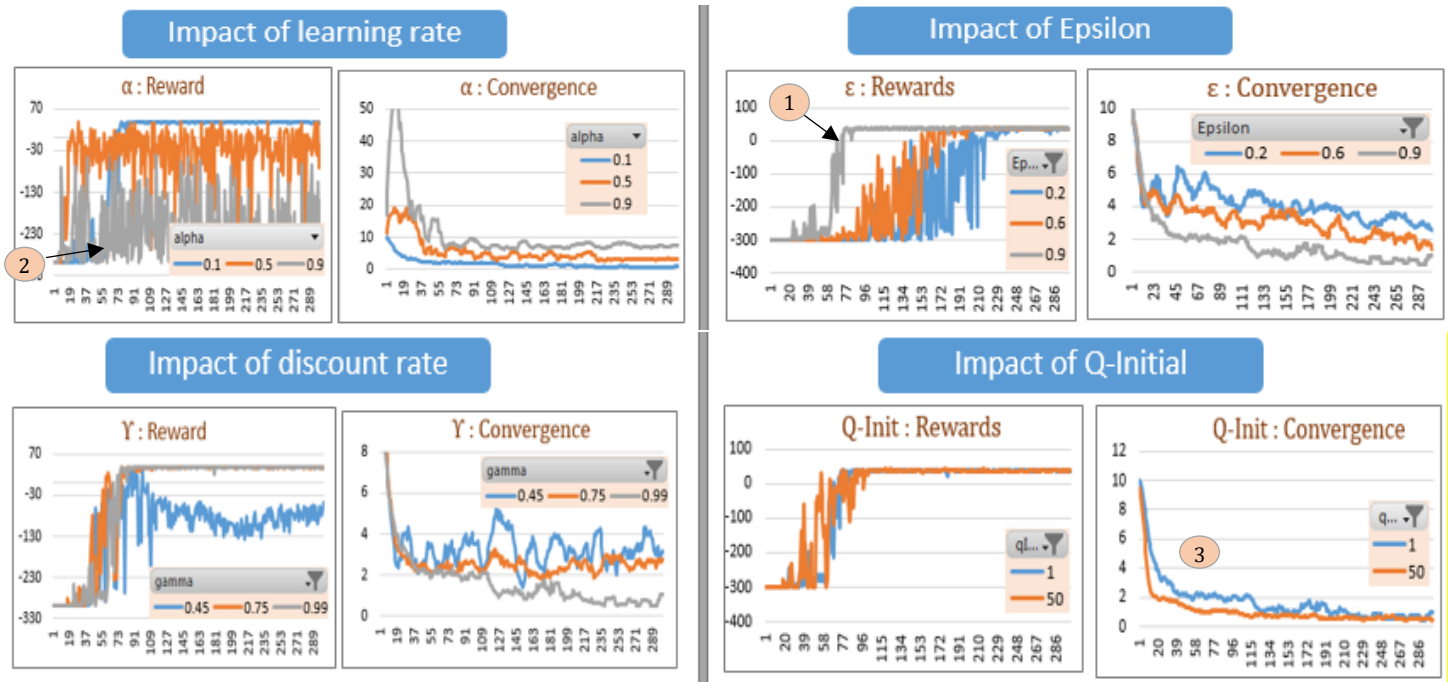 Impact of learning rate
α : Reward
70
-30
-130
-230
2
alpha
0.1 0.5 0.9
1 19 37 55 73 91 109 127 145 163 181 199 217 235 253 271 289
α : Convergence
50
40
30
20
10
0
alpha
0.1
0.5
0.9
1 19 37 55 73 91 109 127 145 163 181 199 217 235 253 271 289
Impact of Epsilon
ε : Rewards
1
100
0
-100
-200
-300
-400
Ep...
0.2
0.6
0.9
1 20 39 58 77 96 115 134 153 172 191 210 229 248 267 286
ε : Convergence
10
8
6
4
2
0
Epsilon
0.2 0.6 0.9
1 23 45 67 89 111 133 155 177 199 221 243 265 287
Impact of discount rate
ϒ : Reward
70
-30
-130
-230
-330
gamma
0.45 0.75 0.99
1 19 37 55 73 91 109 127 145 163 181 199 217 235 253 271 289
ϒ : Convergence
8
6
4
2
0
gamma
0.45 0.75 0.99
1 19 37 55 73 91 109 127 145 163 181 199 217 235 253 271 289
Impact of Q-Initial
Q-Init : Rewards
100
0
-100
-200
-300
-400
qI...
1
50
1 20 39 58 77 96 115 134 153 172 191 210 229 248 267 286
Q-Init : Convergence
12
10
8
6
4
2
0
3
q...
1
50
1 20 39 58 77 96 115 134 153 172 191 210 229 248 267 286